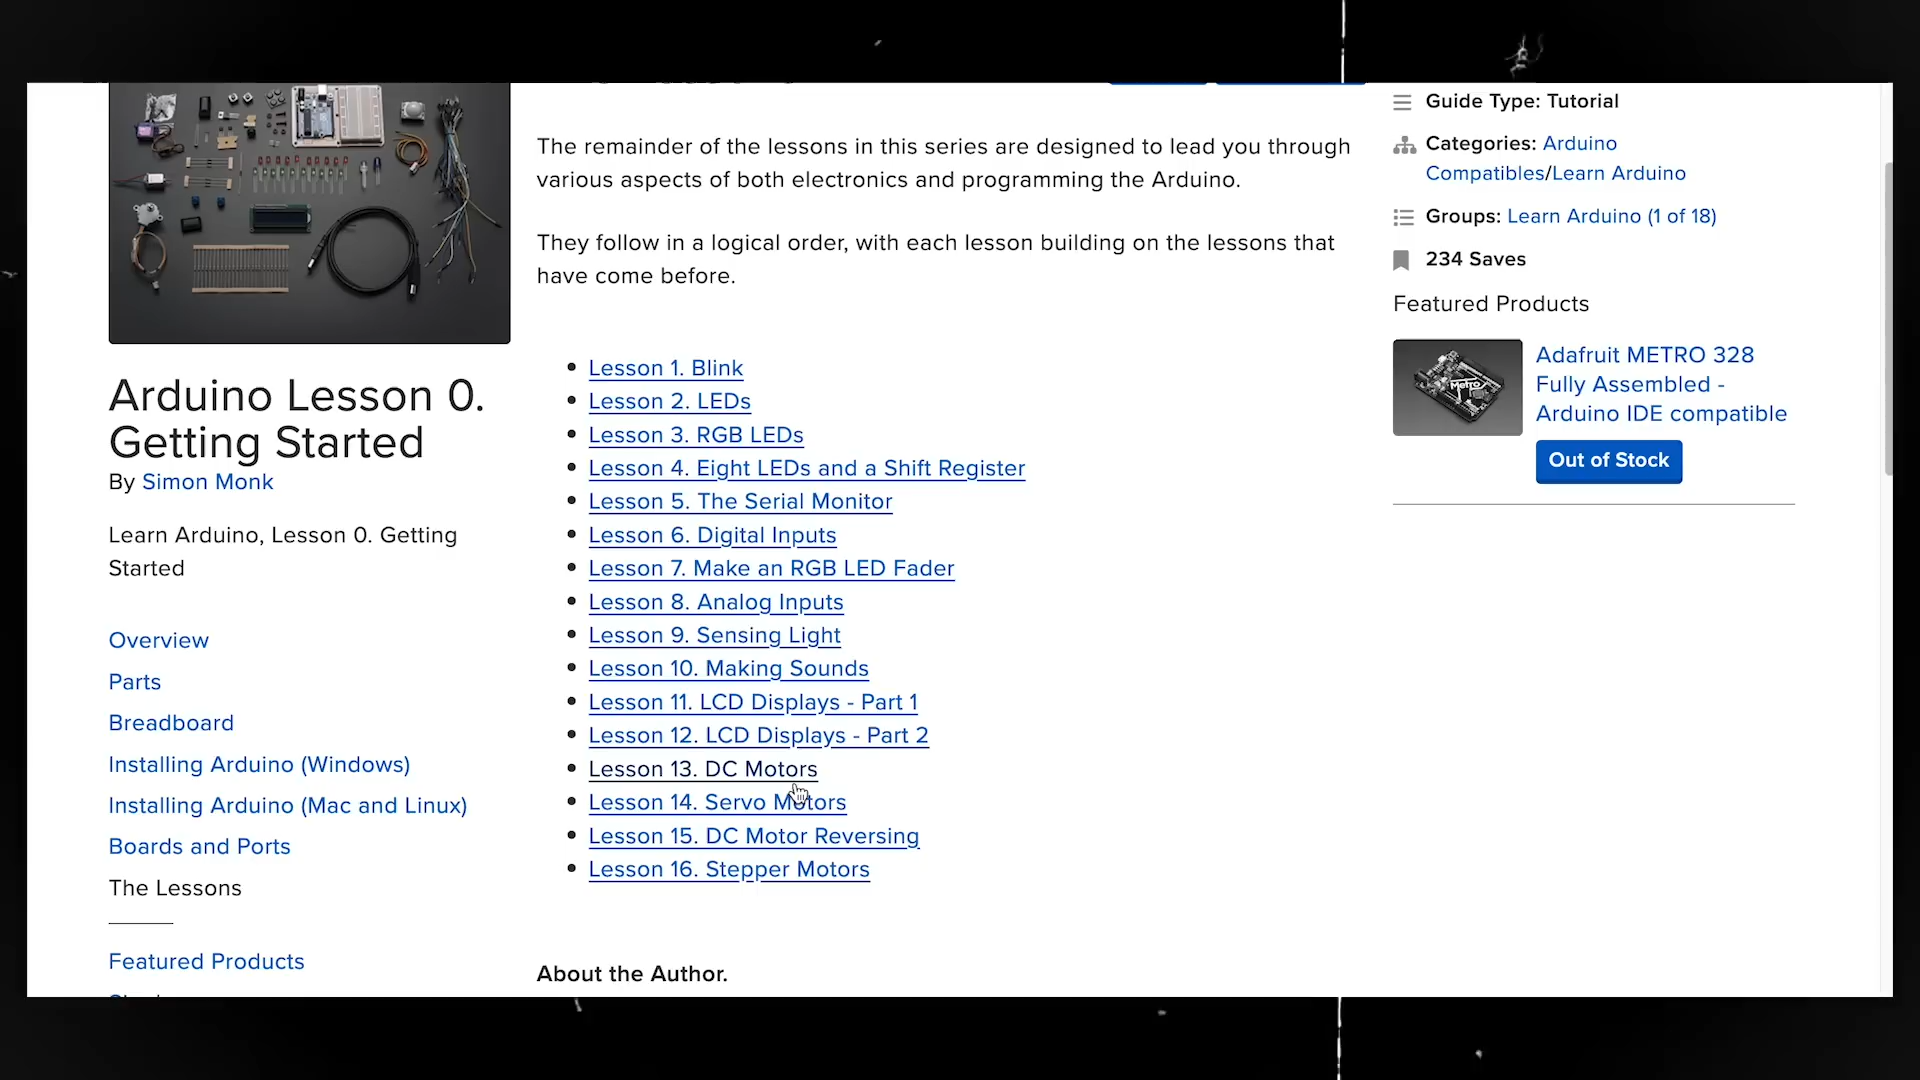 Arduino Lesson 0.
Getting Started
By Simon Monk
Learn Arduino, Lesson 0. Getting
Started
Overview
Parts
Breadboard
Installing Arduino (Windows)
Installing Arduino (Mac and Linux)
Boards and Ports
The Lessons
Featured Products
The remainder of the lessons in this series are designed to lead you through
various aspects of both electronics and programming the Arduino.
They follow in a logical order, with each lesson building on the lessons that
have come before.
Lesson 1. Blink
Lesson 2. LEDs
Lesson 3. RGB LEDs
Lesson 4. Eight LEDs and a Shift Register
Lesson 5. The Serial Monitor
Lesson 6. Digital Inputs
Lesson 7. Make an RGB LED Fader
Lesson 8. Analog Inputs
Lesson 9. Sensing Light
Lesson 10. Making Sounds
Lesson 11. LCD Displays - Part 1
Lesson 12. LCD Displays - Part 2
Lesson 13. DC Motors
Lesson 14. Servo Motors
Lesson 15. DC Motor Reversing
Lesson 16. Stepper Motors
About the Author.
Guide Type: Tutorial
Categories: Arduino
Compatibles/Learn Arduino
Groups: Learn Arduino (1 of 18)
234 Saves
Featured Products
Metro
Adafruit METRO 328
Fully Assembled -
Arduino IDE compatible
Out of Stock